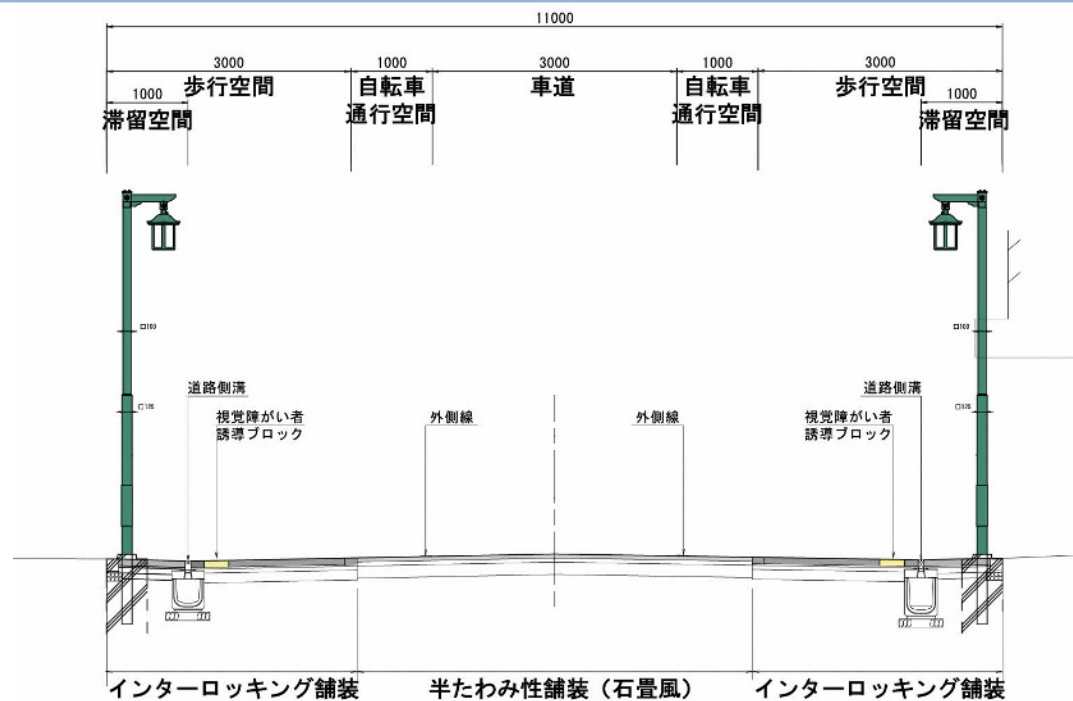 11000
3000 1000 3000 1000 3000
歩行空間 自転車 車道 自転車 歩行空間
1000 通行空間 通行空間 1000
滞留空間 滞留空間
□100 □100
道路側溝 道路側溝
□120 □120
視覚障がい者 外側線 外側線 視覚障がい者
誘導ブロック 誘導ブロック
インターロッキング舗装 半たわみ性舗装（石畳風） インターロッキング舗装